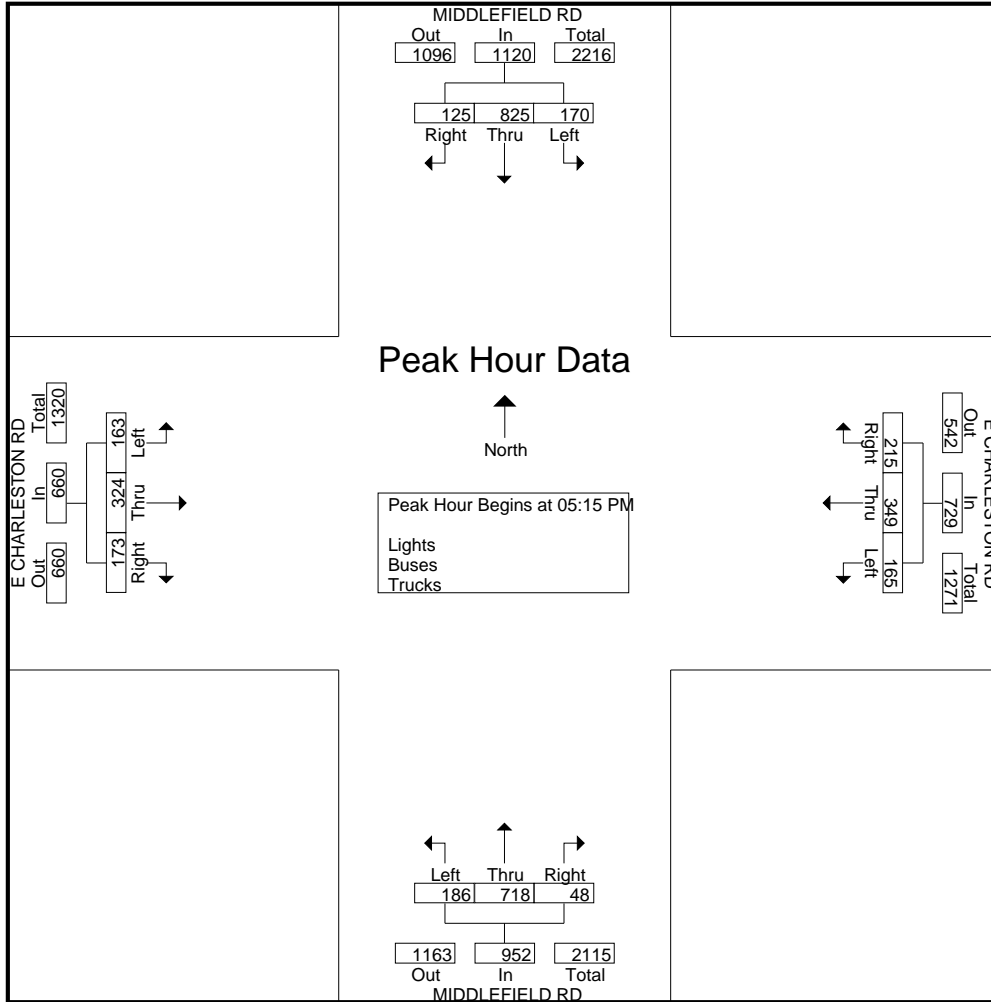 MIDDLEFIELD RD
Out In Total
1096 1120 2216
125 825 170
Right Thru Left
Peak Hour Data
North
Peak Hour Begins at 05:15 PM
Lights
Buses
Trucks
E CHARLESTON RD
Out In Total
660 660 1320
Left Thru Right
163 324 173
E CHARLESTON RD
Out In Total
542 729 1271
215 349 165
Right Thru Left
Left Thru Right
186 718 48
1163 952 2115
Out In Total
MIDDLEFIELD RD